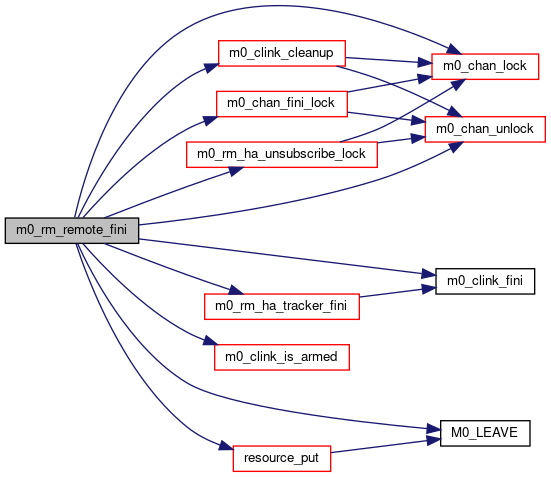 m0_clink_cleanup
m0_chan_lock
m0_chan_fini_lock
m0_chan_unlock
m0_rm_ha_unsubscribe_lock
m0_rm_remote_fini
m0_clink_fini
m0_rm_ha_tracker_fini
m0_clink_is_armed
M0_LEAVE
resource_put